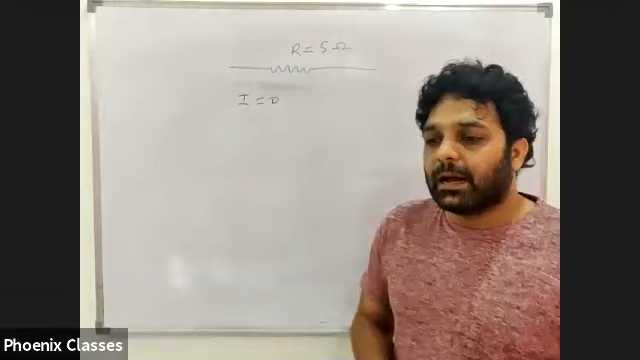 R = 5 Ω
I = 0
Phoenix Classes